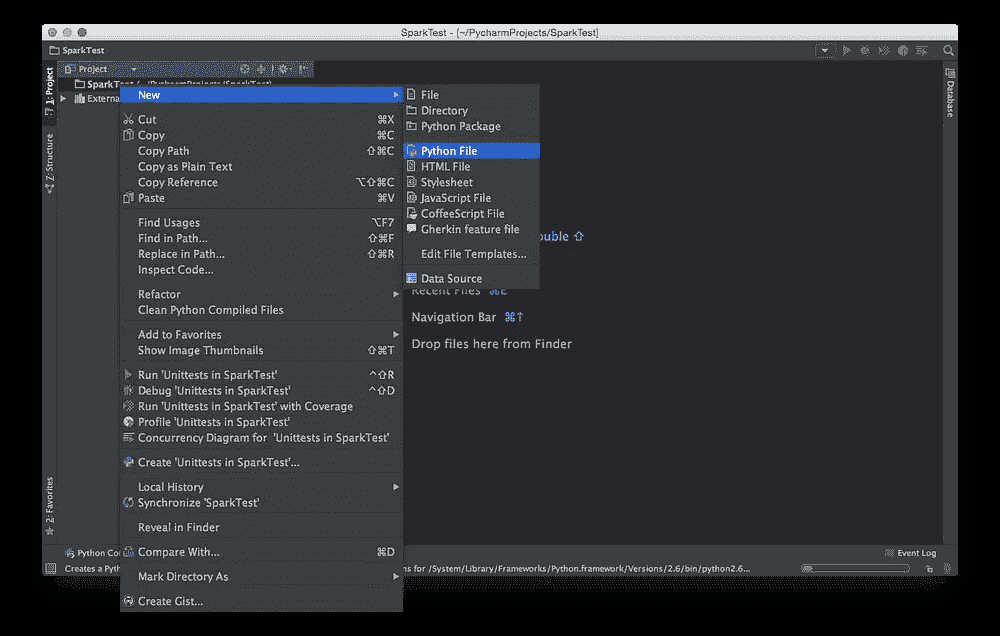 SparkTest - [~/PycharmProjects/SparkTest]
SparkTest
Project
1: Project
Z: Structure
2: Favorites
Database
SparkTest (~/PycharmProjects/SparkTest)
Externa
New
Cut ⌘X
Copy ⌘C
Copy Path ⇧⌘C
Copy as Plain Text
Copy Reference ⌥⇧⌘C
Paste ⌘V
Find Usages ⌥F7
Find in Path... ⇧⌘F
Replace in Path... ⇧⌘R
Inspect Code...
Refactor
Clean Python Compiled Files
Add to Favorites
Show Image Thumbnails ⇧⌘T
Run 'Unittests in SparkTest' ^⇧R
Debug 'Unittests in SparkTest' ^⇧D
Run 'Unittests in SparkTest' with Coverage
Profile 'Unittests in SparkTest'
Concurrency Diagram for 'Unittests in SparkTest'
Create 'Unittests in SparkTest'...
Local History
Synchronize 'SparkTest'
Reveal in Finder
Compare With... ⌘D
Mark Directory As
Create Gist...
File
Directory
Python Package
Python File
HTML File
Stylesheet
JavaScript File
CoffeeScript File
Gherkin feature file
Edit File Templates...
Data Source
ouble ⇧
Recent Files ⌘E
Navigation Bar ⌘↑
Drop files here from Finder
Python Co
Event Log
Creates a Pyth
ns for /System/Library/Frameworks/Python.framework/Versions/2.6/bin/python2.6...